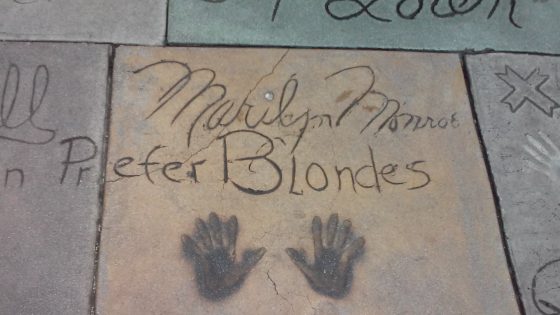 Marilyn Monroe
Prefer Blondes